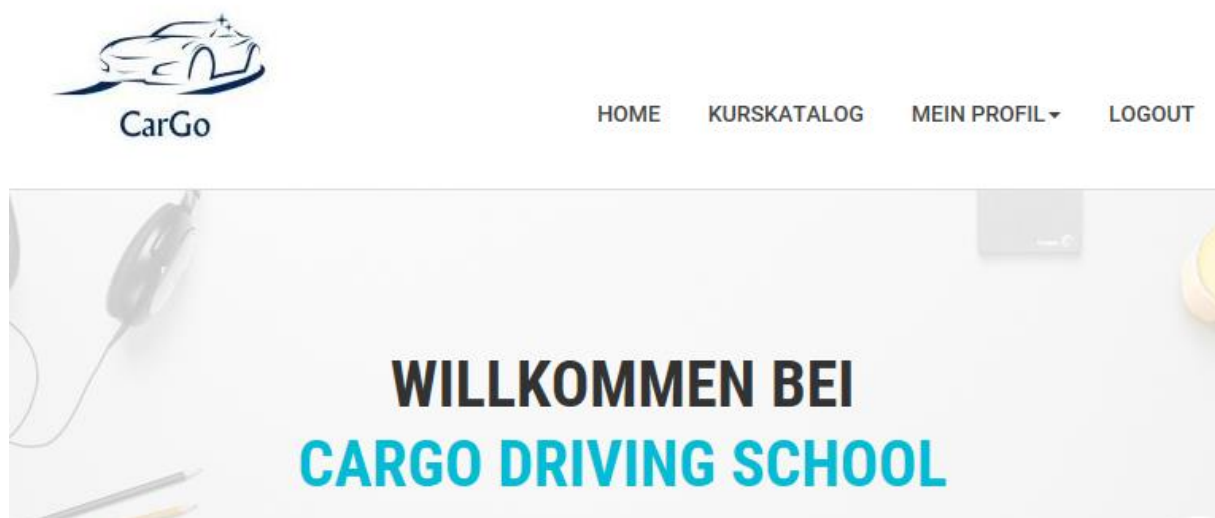 CarGo
HOME KURSKATALOG MEIN PROFIL LOGOUT
WILLKOMMEN BEI
CARGO DRIVING SCHOOL